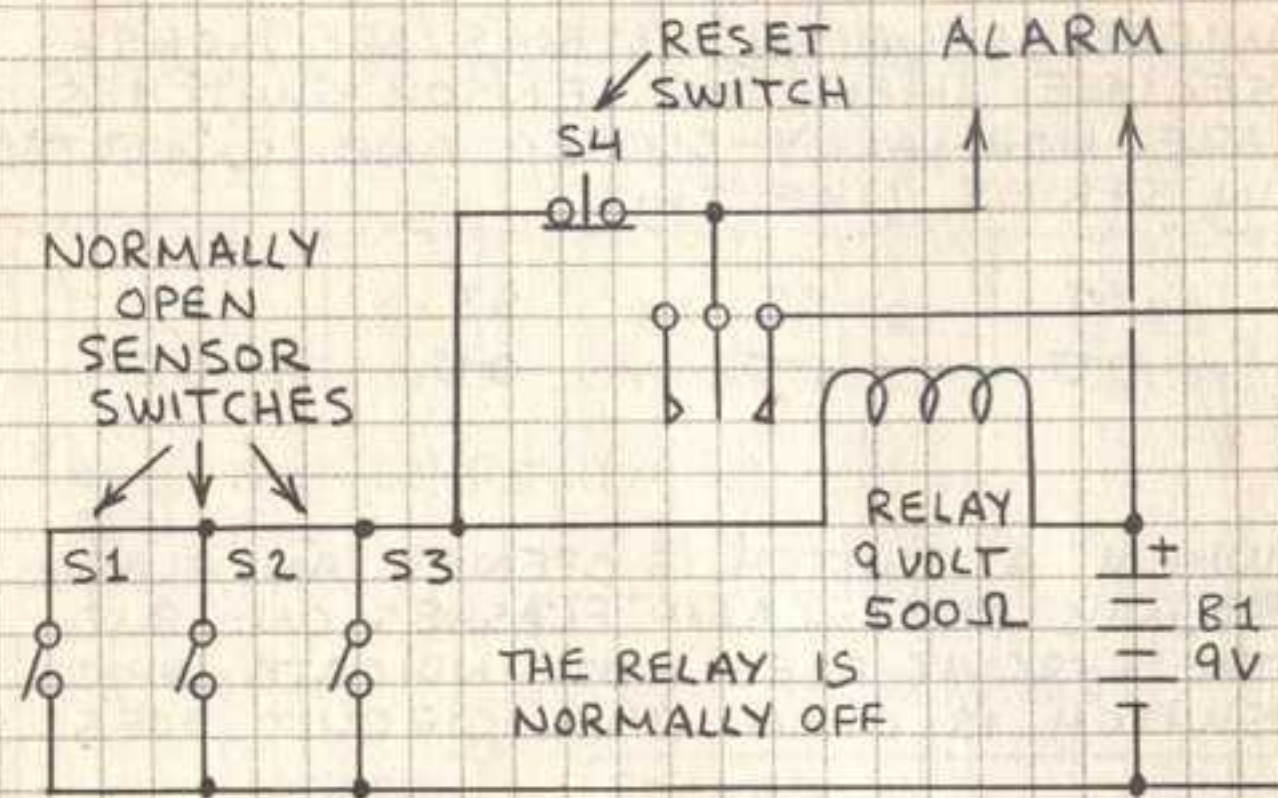 RESET
SWITCH
ALARM
S4
NORMALLY
OPEN
SENSOR
SWITCHES
S1
S2
S3
RELAY
9 VOLT
500Ω
+
B1
9V
THE RELAY IS
NORMALLY OFF